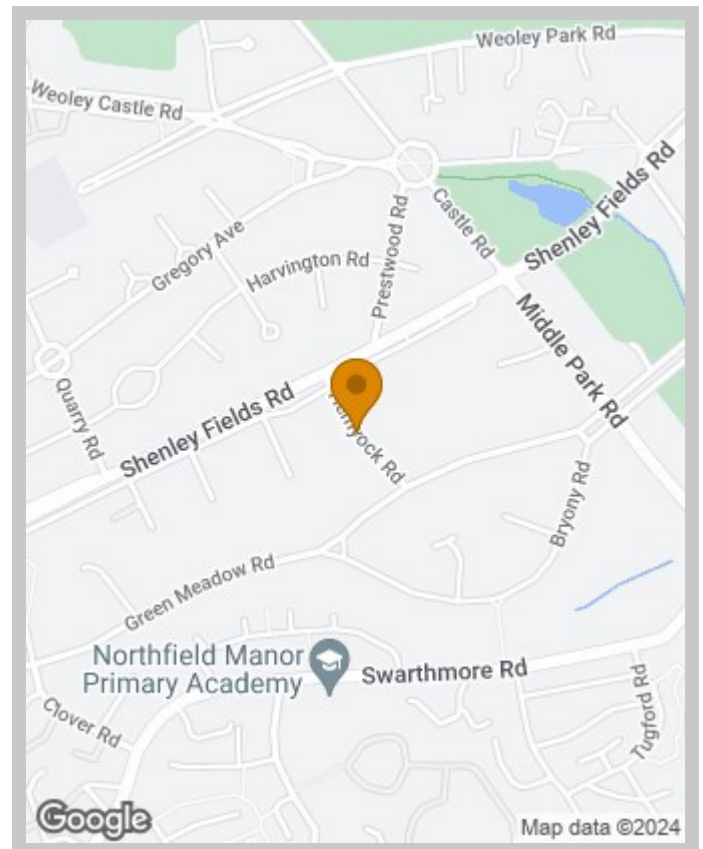 Weoley Park Rd
Weoley Castle Rd
Shenley Fields Rd
Castle Rd
Prestwood Rd
Gregory Ave
Harvington Rd
Middle Park Rd
Quarry Rd
Shenley Fields Rd
Rd
Bryony Rd
Green Meadow Rd
Northfield Manor
Primary Academy
Swarthmore Rd
Tugford Rd
Clover Rd
Google
Map data ©2024